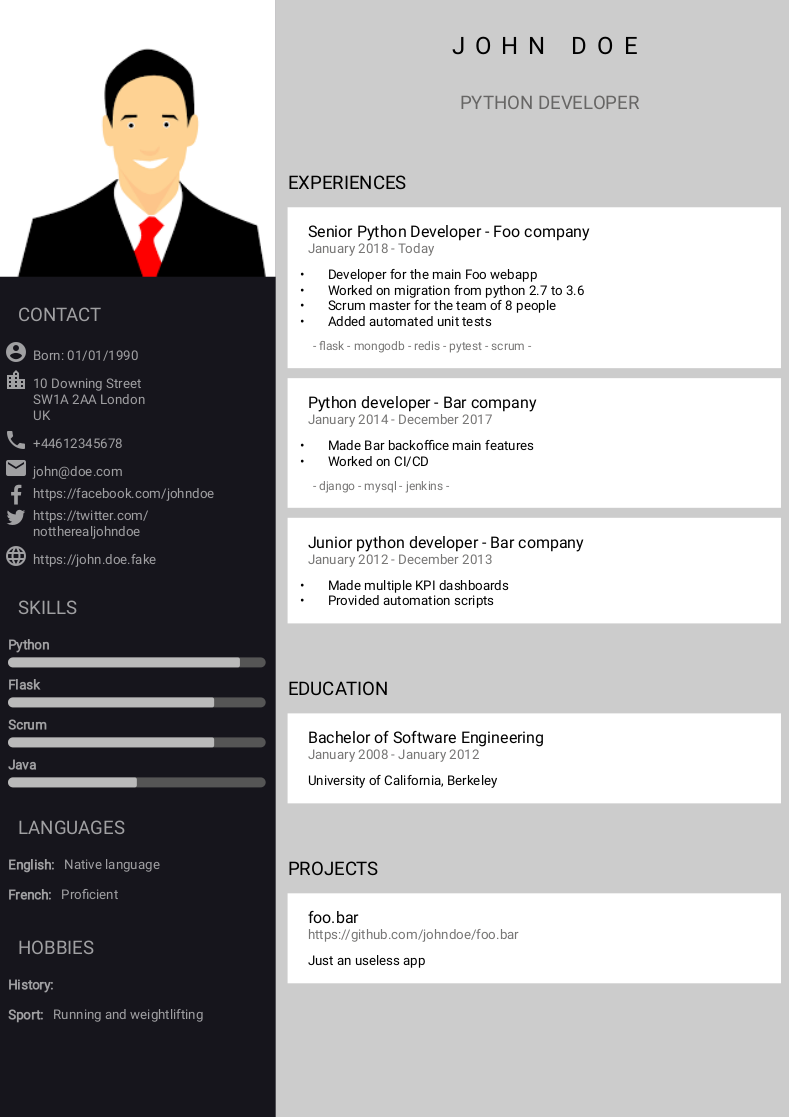 JOHN DOE
PYTHON DEVELOPER
CONTACT
Born: 01/01/1990
10 Downing Street
SW1A 2AA London
UK
+44612345678
john@doe.com
https://facebook.com/johndoe
https://twitter.com/
nottherealjohndoe
https://john.doe.fake
SKILLS
Python
Flask
Scrum
Java
LANGUAGES
English: Native language
French: Proficient
HOBBIES
History:
Sport: Running and weightlifting
EXPERIENCES
Senior Python Developer - Foo company
January 2018 - Today
• Developer for the main Foo webapp
• Worked on migration from python 2.7 to 3.6
• Scrum master for the team of 8 people
• Added automated unit tests
- flask - mongodb - redis - pytest - scrum -
Python developer - Bar company
January 2014 - December 2017
• Made Bar backoffice main features
• Worked on CI/CD
- django - mysql - jenkins -
Junior python developer - Bar company
January 2012 - December 2013
• Made multiple KPI dashboards
• Provided automation scripts
EDUCATION
Bachelor of Software Engineering
January 2008 - January 2012
University of California, Berkeley
PROJECTS
foo.bar
https://github.com/johndoe/foo.bar
Just an useless app